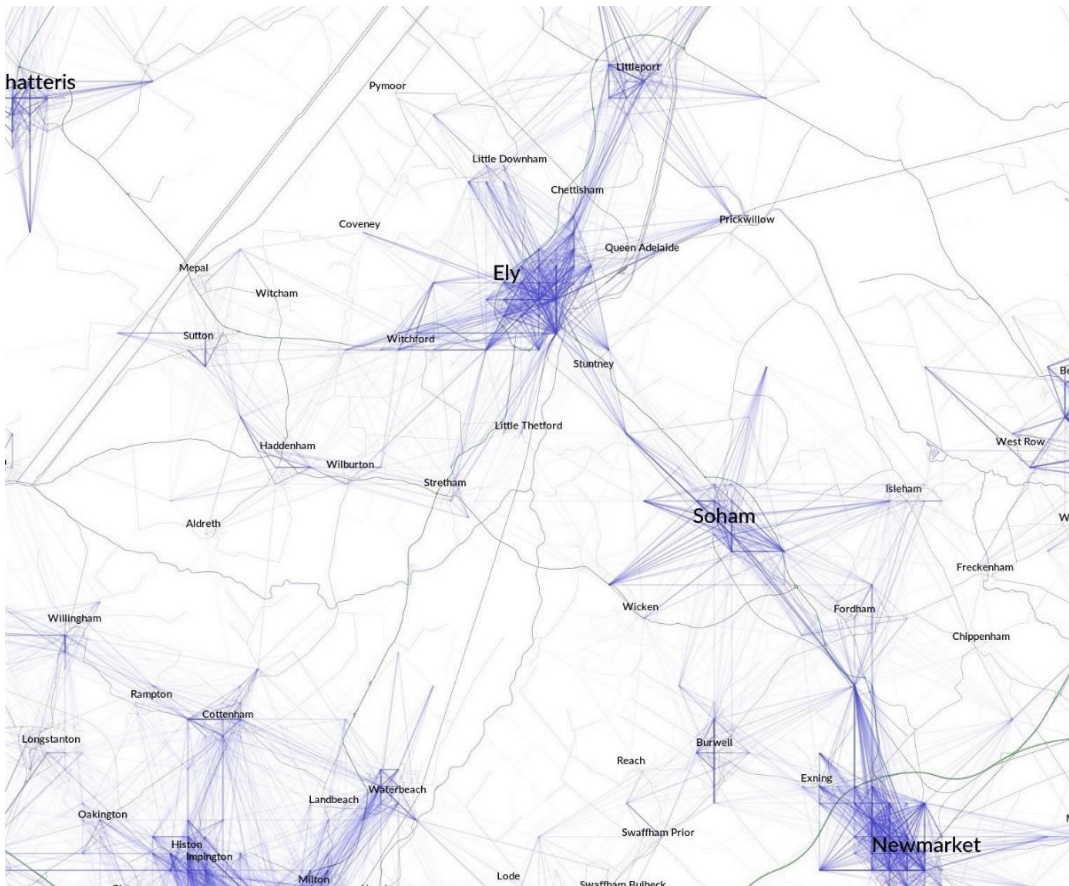 Littleport
hatteris
Pymoor
Little Downham
Chettisham
Prickwillow
Coveney
Queen Adelaide
Mepal
Ely
Witcham
Sutton
Witchford
Stuntney
Be
Little Thetford
West Row
Haddenham
Wilburton
Stretham
Isleham
Soham
W
Aldreth
Freckenham
Wicken
Fordham
Willingham
Chippenham
Rampton
Cottenham
Longstanton
Burwell
Reach
Exning
Waterbeach
Landbeach
Oakington
Swaffham Prior
Histon
Newmarket
Impington
Milton
Lode
Swaffham Bulbeck